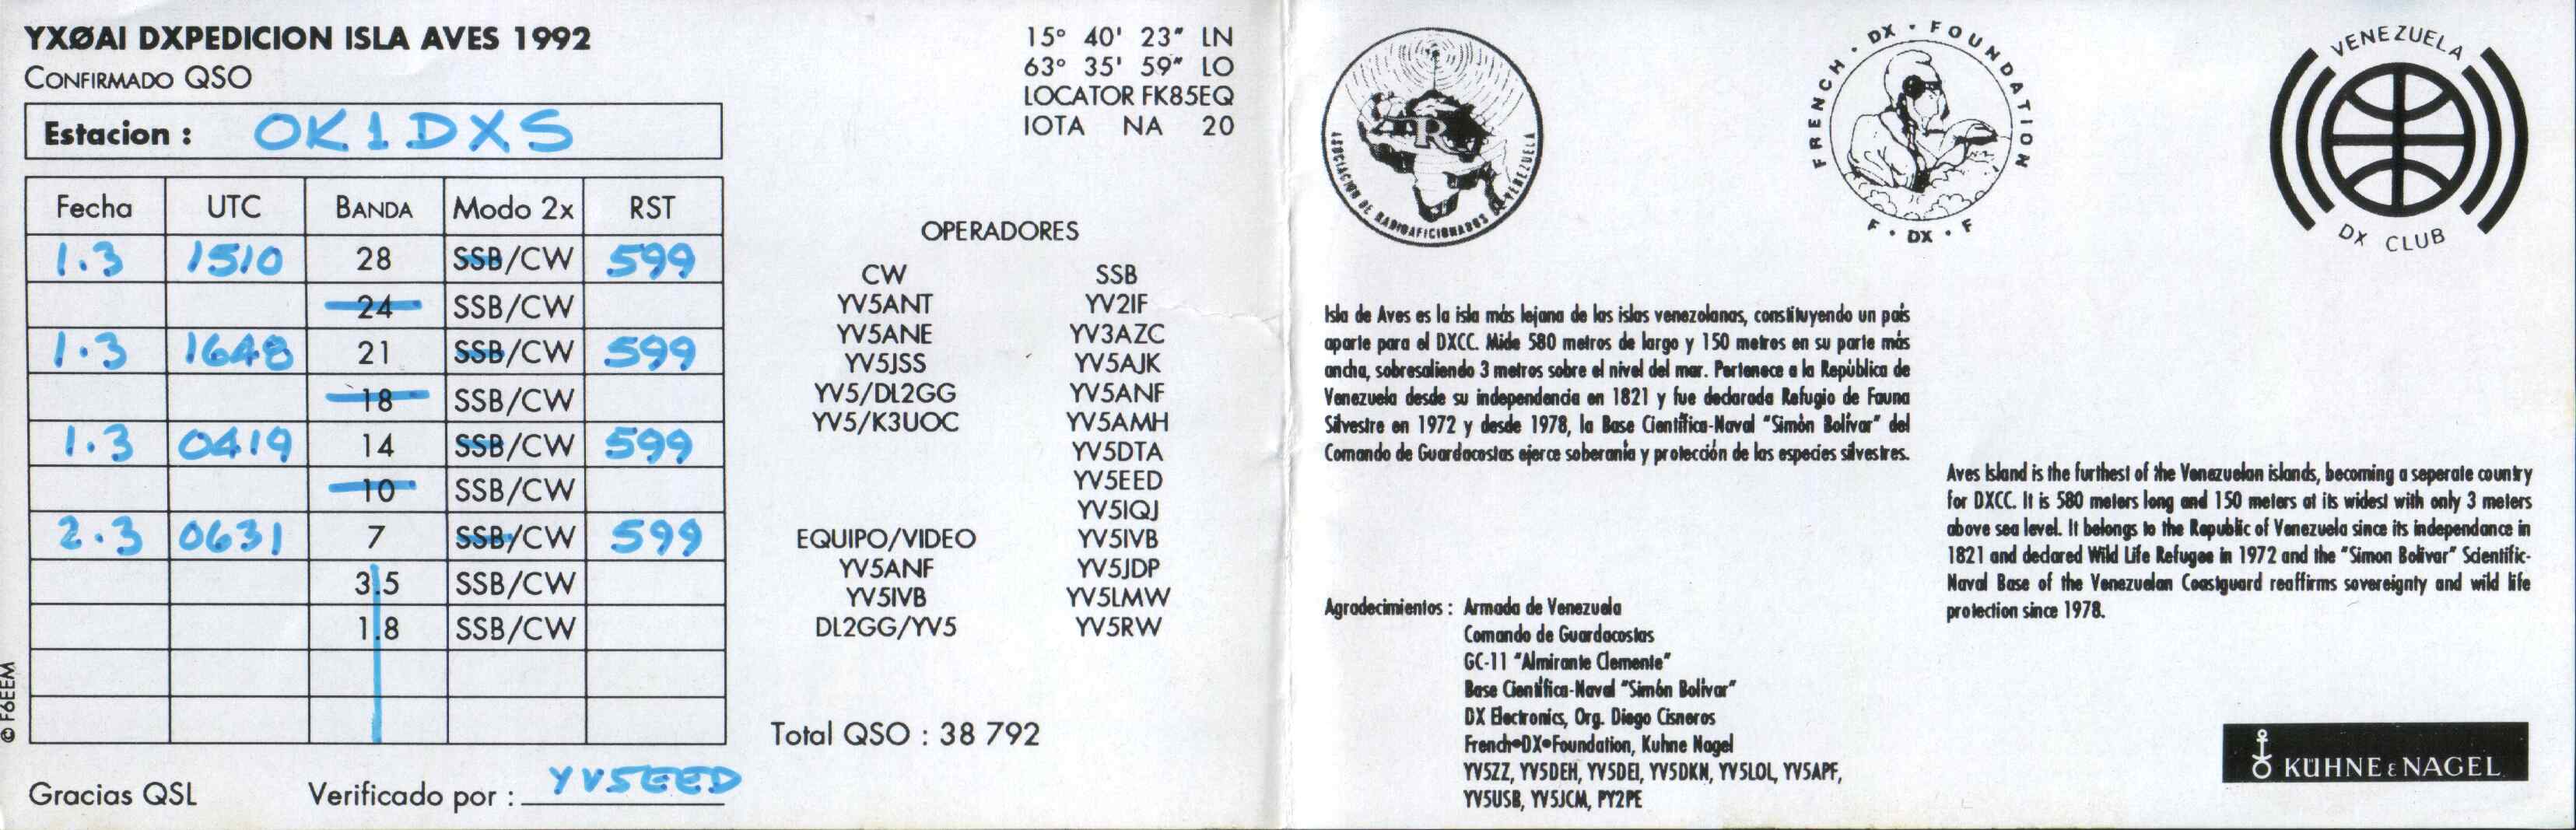 YXØAI DXPEDICION ISLA AVES 1992
CONFIRMADO QSO
Estacion : OK1DXS
Fecha UTC BANDA Modo 2x RST
1.3 1510 28 SSB/CW 599
24 SSB/CW
1.3 1648 21 SSB/CW 599
18 SSB/CW
1.3 0419 14 SSB/CW 599
10 SSB/CW
2.3 0631 7 SSB/CW 599
3.5 SSB/CW
1.8 SSB/CW
Gracias QSL Verificado por : YV5EED
© F6EEM
15° 40' 23" LN
63° 35' 59" LO
LOCATOR FK85EQ
IOTA NA 20
OPERADORES
CW SSB
YV5ANT YV2IF
YV5ANE YV3AZC
YV5JSS YV5AJK
YV5/DL2GG YV5ANF
YV5/K3UOC YV5AMH
YV5DTA
YV5EED
YV5IQJ
EQUIPO/VIDEO YV5IVB
YV5ANF YV5JDP
YV5IVB YV5LMW
DL2GG/YV5 YV5RW
Total QSO : 38 792
ASOCIACION DE RADIOAFICIONADOS DE VENEZUELA
R
FRENCH · DX · FOUNDATION
F · DX · F
VENEZUELA
DX CLUB
Isla de Aves es la isla más lejana de las islas venezolanas, constituyendo un país
aparte para el DXCC. Mide 580 metros de largo y 150 metros en su parte más
ancha, sobresaliendo 3 metros sobre el nivel del mar. Pertenece a la República de
Venezuela desde su independencia en 1821 y fue declarada Refugio de Fauna
Silvestre en 1972 y desde 1978, la Base Científica-Naval "Simón Bolívar" del
Comando de Guardacostas ejerce soberanía y protección de las especies silvestres.
Aves Island is the furthest of the Venezuelan islands, becoming a seperate country
for DXCC. It is 580 meters long and 150 meters at its widest with only 3 meters
above sea level. It belongs to the Republic of Venezuela since its independance in
1821 and declared Wild Life Refugee in 1972 and the "Simon Bolivar" Scientific-
Naval Base of the Venezuelan Coastguard reaffirms sovereignty and wild life
protection since 1978.
Agradecimientos : Armada de Venezuela
Comando de Guardacostas
GC-11 "Almirante Clemente"
Base Científica-Naval "Simón Bolívar"
DX Electronics, Org. Diego Cisneros
French•DX•Foundation, Kuhne Nagel
YV5ZZ, YV5DEH, YV5DEI, YV5DKN, YV5LOL, YV5APF,
YV5USB, YV5JCM, PY2PE
KÜHNE & NAGEL